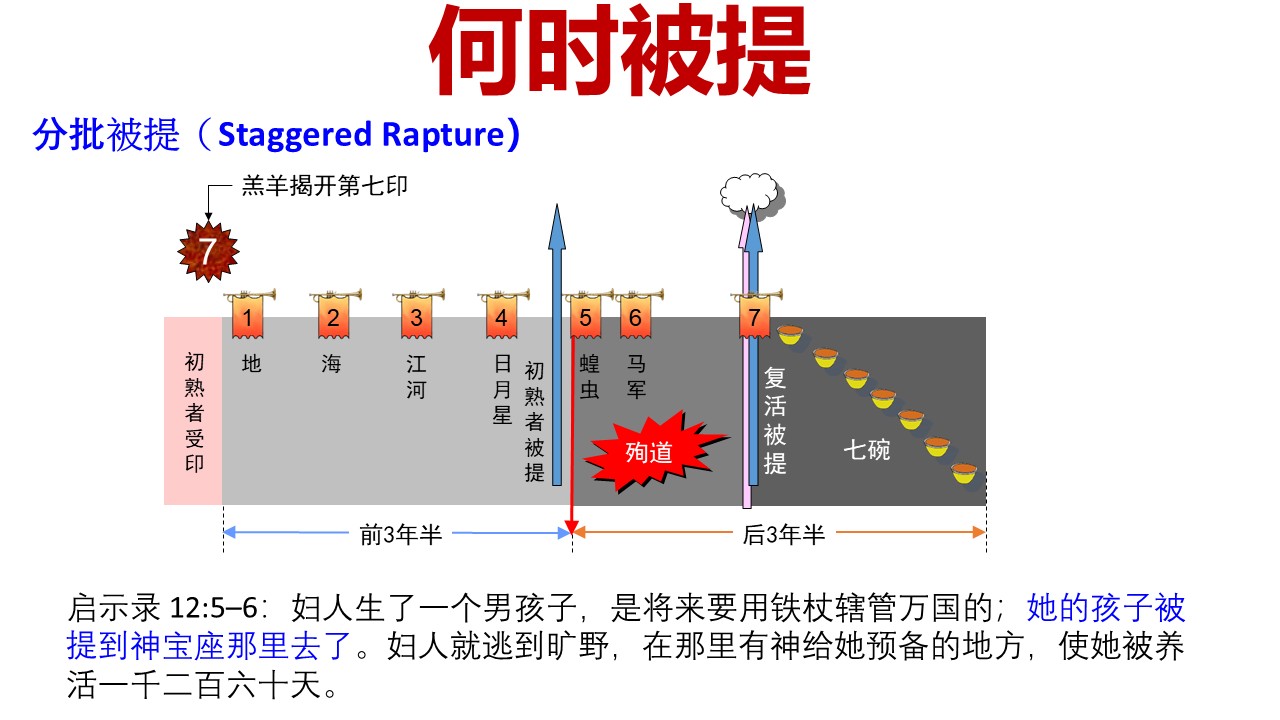 何时被提
分批被提（Staggered Rapture)
羔羊揭开第七印
7
1
2
3
4
5
6
7
初熟者受印
地
海
江河
日月星
初熟者被提
蝗虫
马军
殉道
复活被提
七碗
前3年半
后3年半
启示录 12:5–6：妇人生了一个男孩子，是将来要用铁杖辖管万国的；她的孩子被
提到神宝座那里去了。妇人就逃到旷野，在那里有神给她预备的地方，使她被养
活一千二百六十天。